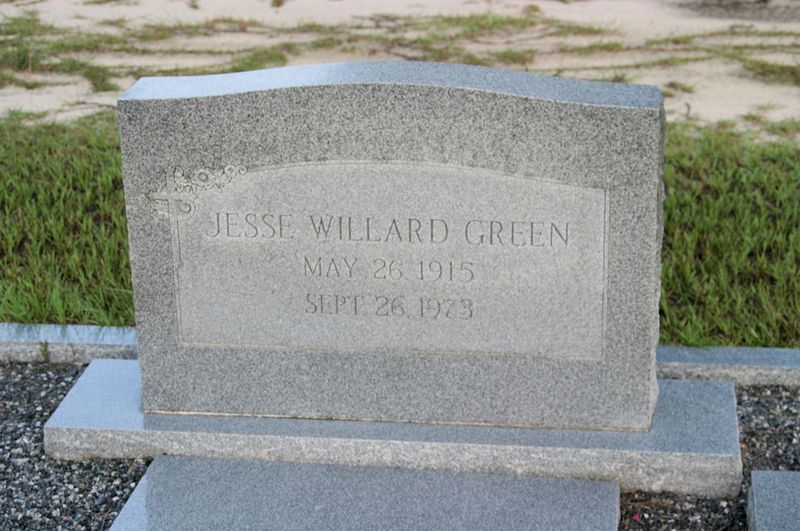 JESSE WILLARD GREEN
MAY 26 1915
SEPT. 26, 1973